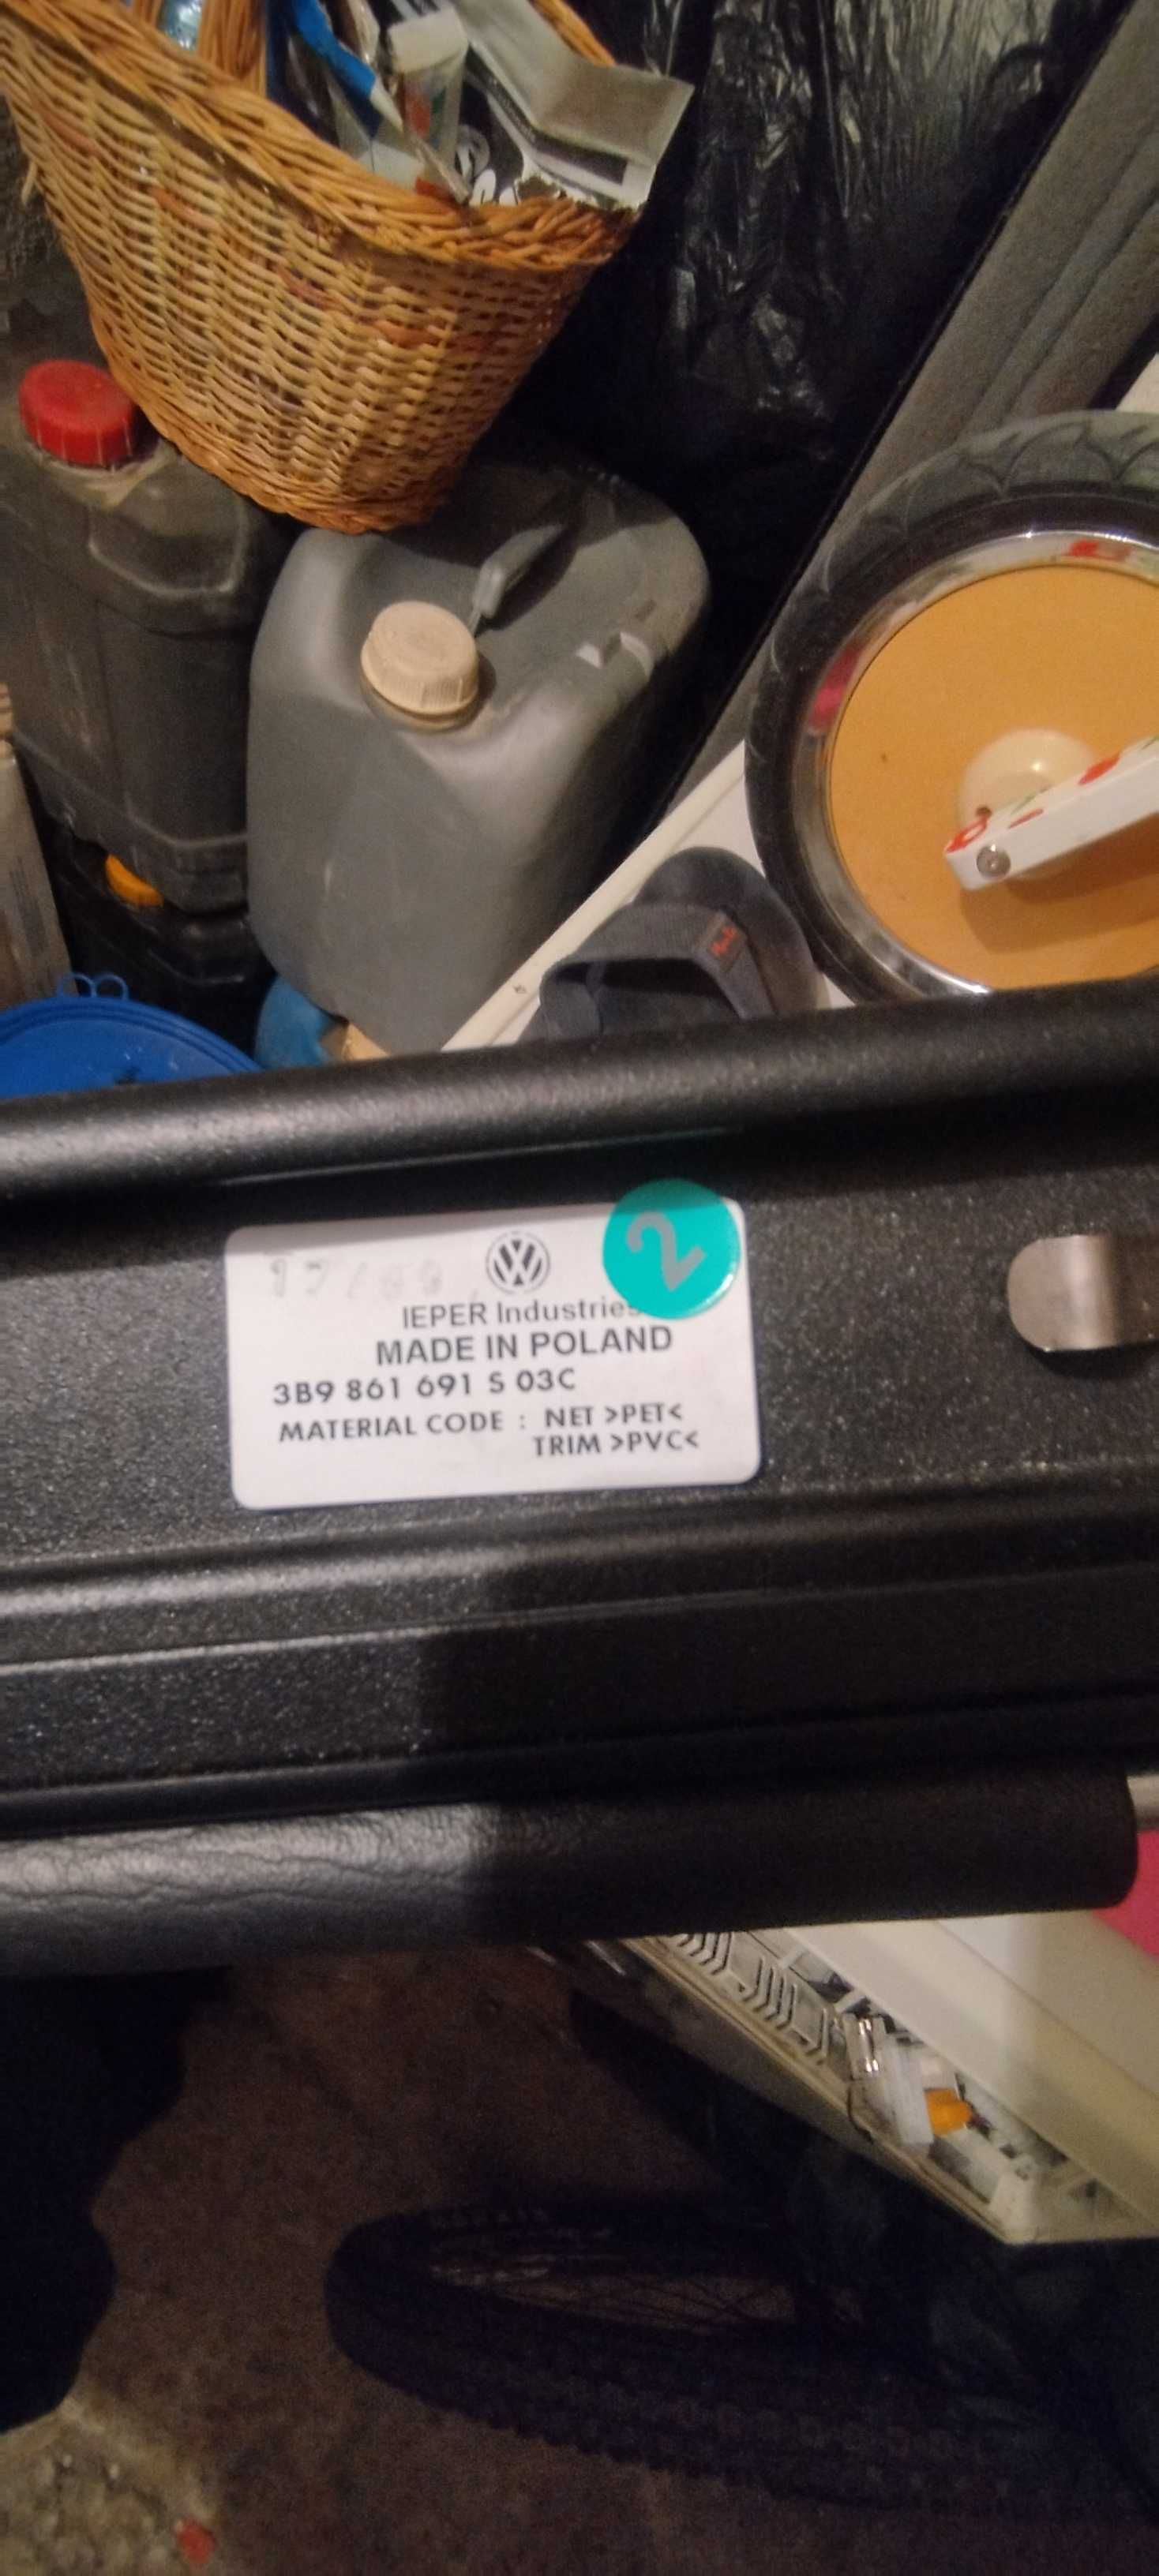 2
IEPER Industries
MADE IN POLAND
3B9 861 691 S 03C
MATERIAL CODE : NET >PET<
TRIM >PVC<